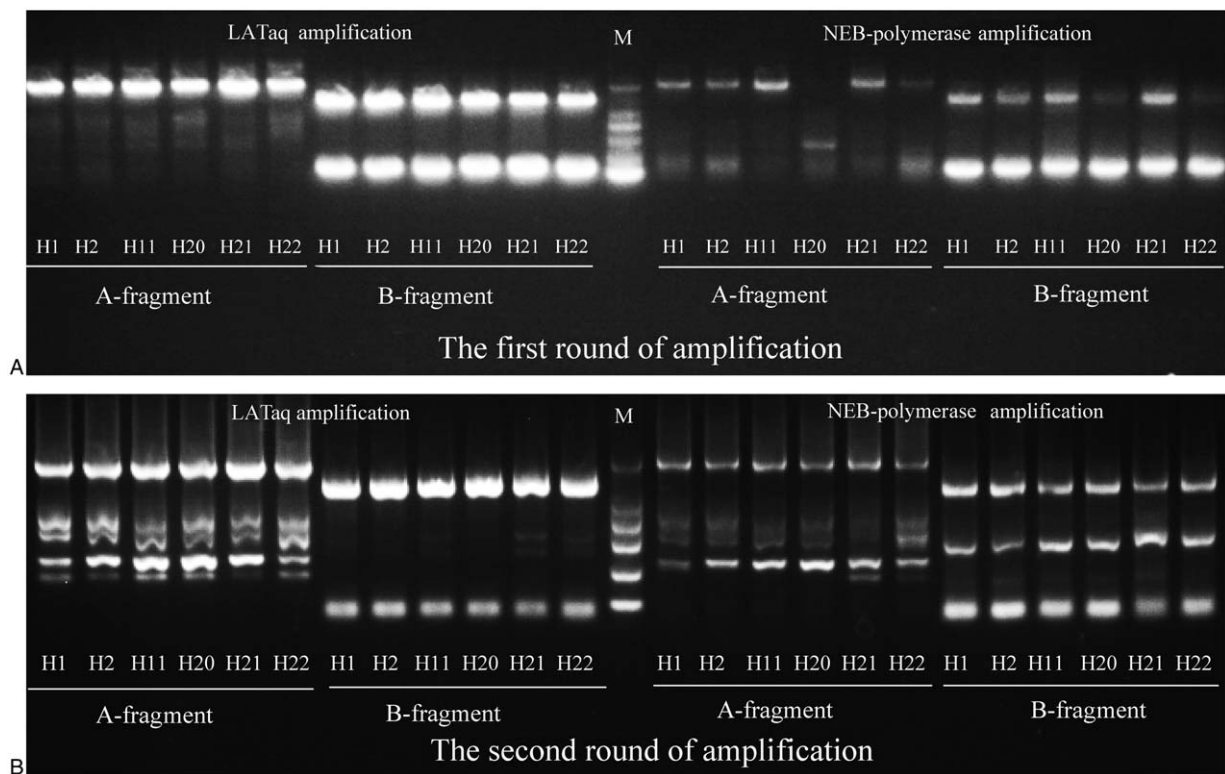 LATaq amplification M NEB-polymerase amplification
H1 H2 H11 H20 H21 H22 H1 H2 H11 H20 H21 H22 H1 H2 H11 H20 H21 H22 H1 H2 H11 H20 H21 H22
A-fragment B-fragment A-fragment B-fragment
The first round of amplification
A
LATaq amplification M NEB-polymerase amplification
H1 H2 H11 H20 H21 H22 H1 H2 H11 H20 H21 H22 H1 H2 H11 H20 H21 H22 H1 H2 H11 H20 H21 H22
A-fragment B-fragment A-fragment B-fragment
The second round of amplification
B